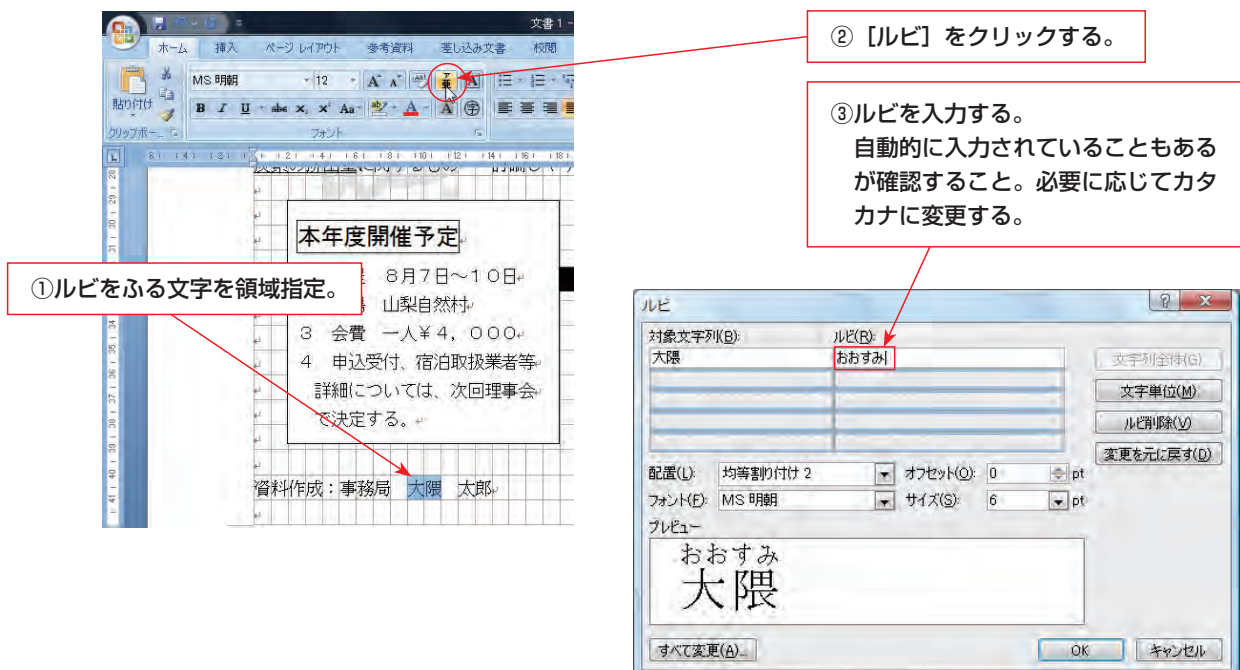 文書1 -
ホーム 挿入 ページ レイアウト 参考資料 差し込み文書 校閲
MS 明朝 12
貼り付け
クリップボー... フォント
本年度開催予定
8月7日~10日
山梨自然村
3 会費 一人¥4,000
4 申込受付、宿泊取扱業者等
詳細については、次回理事会
で決定する。
資料作成:事務局 大隈 太郎
①ルビをふる文字を領域指定。
②[ルビ]をクリックする。
③ルビを入力する。
自動的に入力されていることもある
が確認すること。必要に応じてカタ
カナに変更する。
ルビ
対象文字列(B): ルビ(R):
大隈 おおすみ
文字列全体(G)
文字単位(M)
ルビ削除(V)
変更を元に戻す(D)
配置(L): 均等割り付け 2 オフセット(O): 0 pt
フォント(F): MS 明朝 サイズ(S): 6 pt
プレビュー
おおすみ
大隈
すべて変更(A)... OK キャンセル